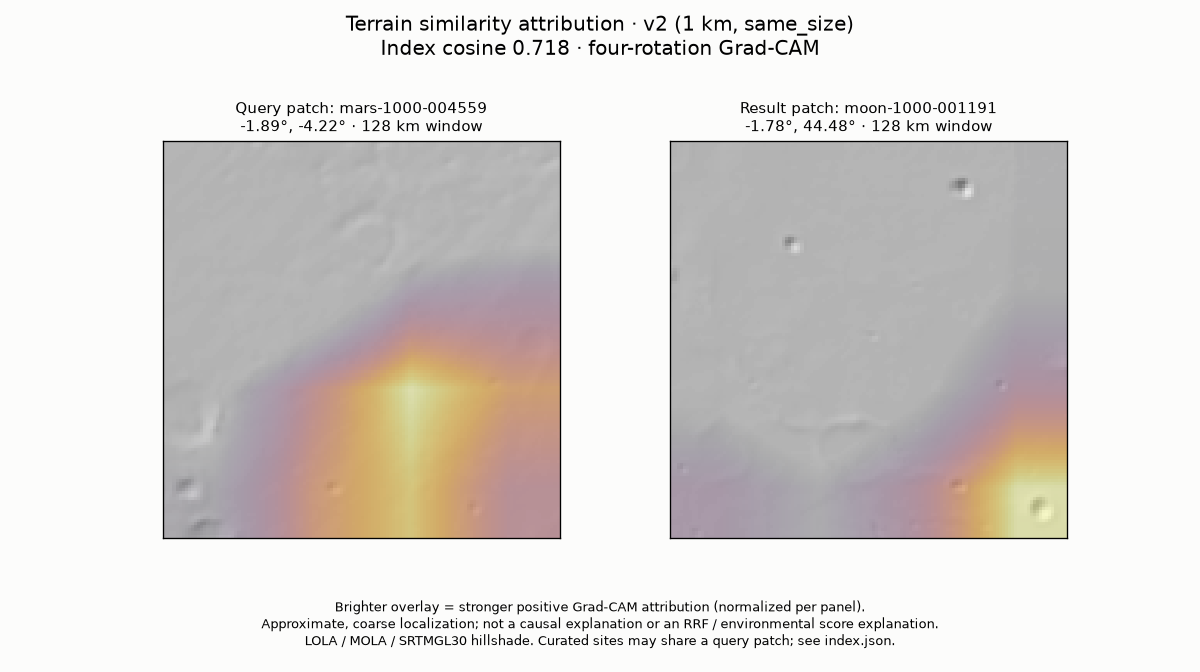 Terrain similarity attribution · v2 (1 km, same_size)
Index cosine 0.718 · four-rotation Grad-CAM
Query patch: mars-1000-004559
-1.89°, -4.22° · 128 km window
Result patch: moon-1000-001191
-1.78°, 44.48° · 128 km window
Brighter overlay = stronger positive Grad-CAM attribution (normalized per panel).
Approximate, coarse localization; not a causal explanation or an RRF / environmental score explanation.
LOLA / MOLA / SRTMGL30 hillshade. Curated sites may share a query patch; see index.json.